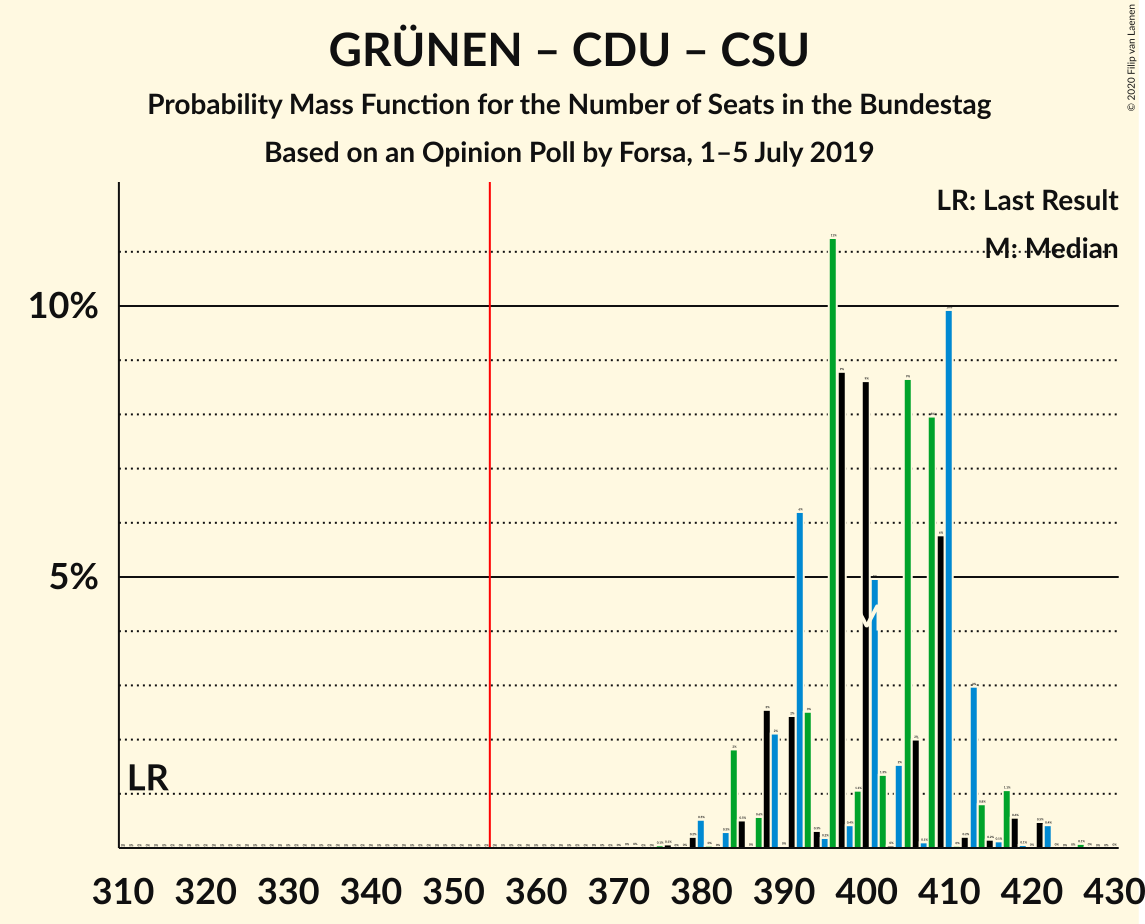 GRÜNEN – CDU – CSU
Probability Mass Function for the Number of Seats in the Bundestag
Based on an Opinion Poll by Forsa, 1–5 July 2019
© 2020 Filip van Laenen
LR: Last Result
M: Median
10%
5%
LR
310 320 330 340 350 360 370 380 390 400 410 420 430